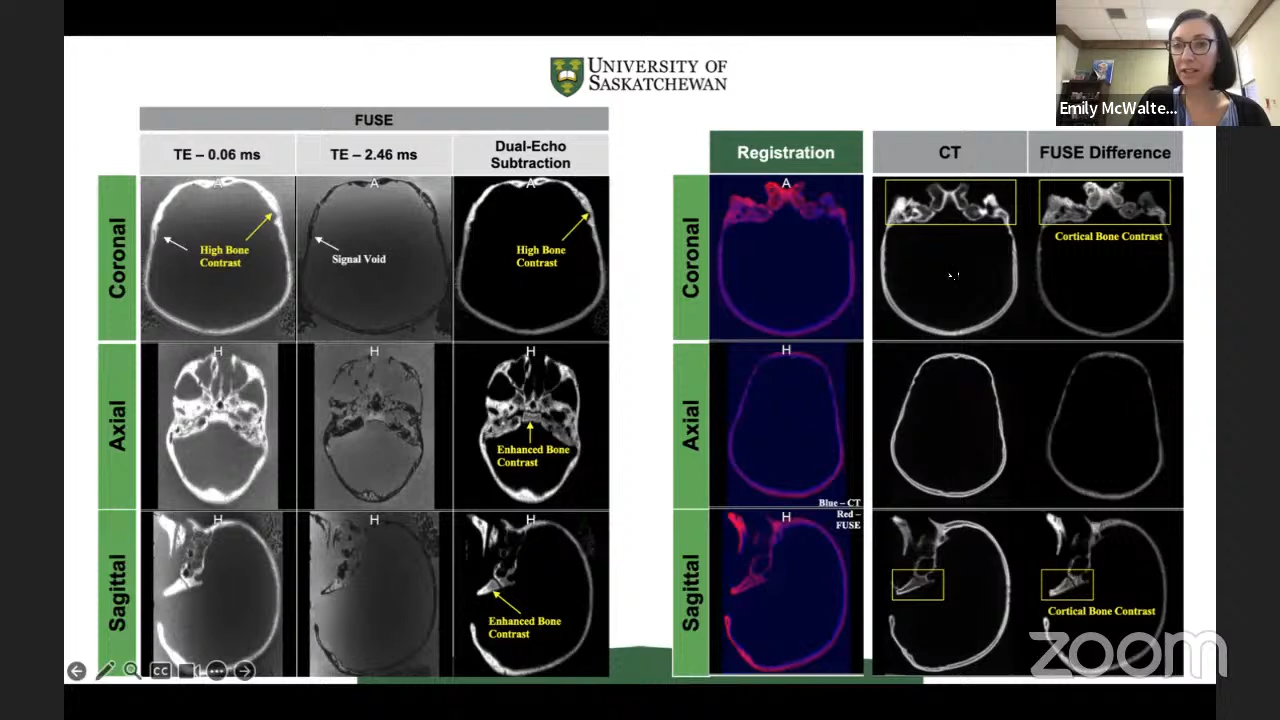 Emily McWalte...
UNIVERSITY OF
SASKATCHEWAN
FUSE
TE – 0.06 ms
TE – 2.46 ms
Dual-Echo
Subtraction
Coronal
A
High Bone
Contrast
A
Signal Void
A
High Bone
Contrast
Axial
H
H
H
Enhanced Bone
Contrast
Sagittal
H
H
H
Enhanced Bone
Contrast
CC
Registration
CT
FUSE Difference
Coronal
A
Cortical Bone Contrast
Axial
H
Blue – CT
Red –
FUSE
Sagittal
H
Cortical Bone Contrast
zoom